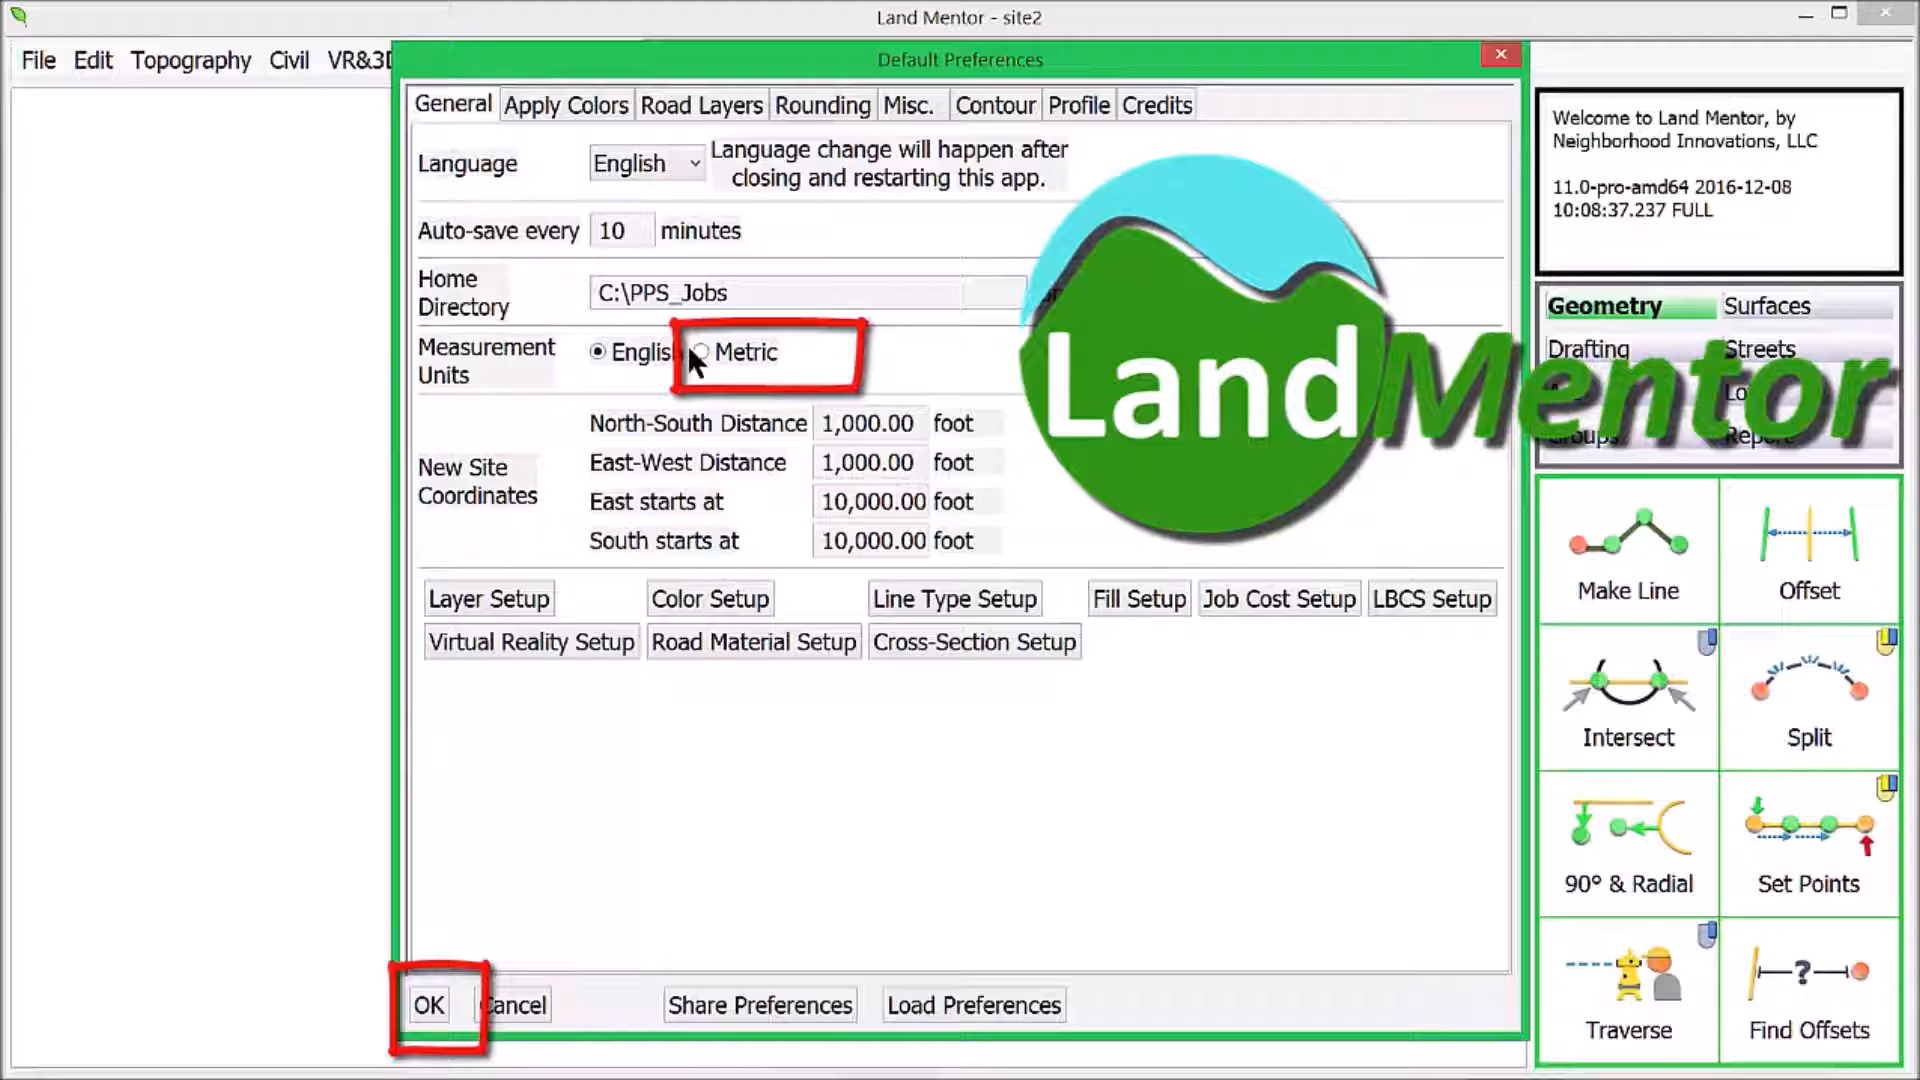 Land Mentor - site2
File Edit Topography Civil VR&3D
Default Preferences
General Apply Colors Road Layers Rounding Misc. Contour Profile Credits
Language English Language change will happen after
closing and restarting this app.
Auto-save every 10 minutes
Home
Directory
C:\PPS_Jobs
Measurement
Units
English Metric
New Site
Coordinates
North-South Distance 1,000.00 foot
East-West Distance 1,000.00 foot
East starts at 10,000.00 foot
South starts at 10,000.00 foot
Layer Setup Color Setup Line Type Setup Fill Setup Job Cost Setup LBCS Setup
Virtual Reality Setup Road Material Setup Cross-Section Setup
OK Cancel Share Preferences Load Preferences
LandMentor
Welcome to Land Mentor, by
Neighborhood Innovations, LLC
11.0-pro-amd64 2016-12-08
10:08:37.237 FULL
Geometry Surfaces
Drafting Streets
Groups Report
Make Line Offset
Intersect Split
90° & Radial Set Points
Traverse Find Offsets